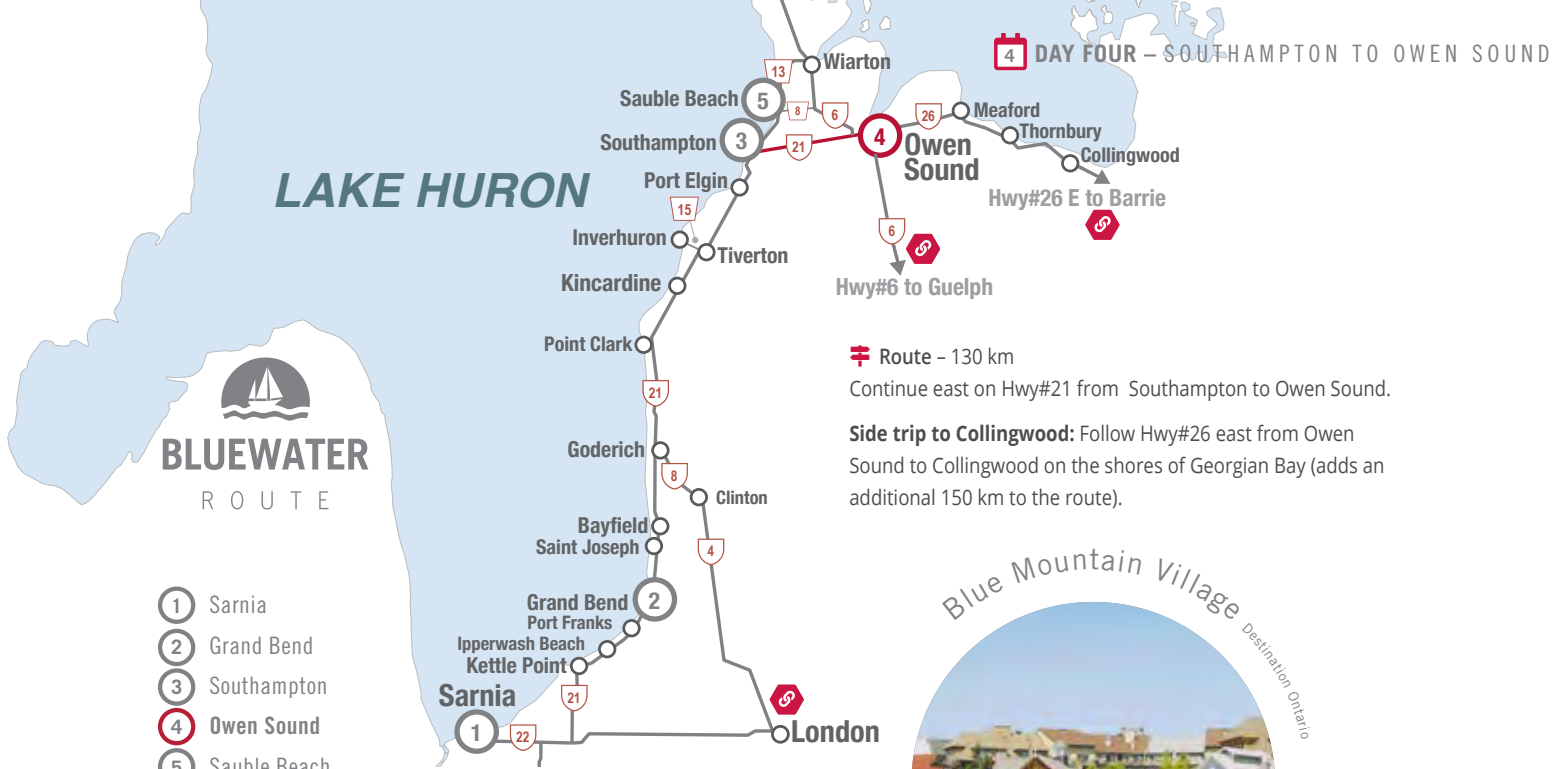 4 DAY FOUR – SOUTHAMPTON TO OWEN SOUND
Wiarton
13
Sauble Beach 5
8
6
26
Meaford
Thornbury
Collingwood
Southampton 3
21
4 Owen
Sound
Hwy#26 E to Barrie
LAKE HURON
Port Elgin
15
Inverhuron
Tiverton
6
Kincardine
Hwy#6 to Guelph
Point Clark
21
Route – 130 km
Continue east on Hwy#21 from Southampton to Owen Sound.
Side trip to Collingwood: Follow Hwy#26 east from Owen
Sound to Collingwood on the shores of Georgian Bay (adds an
additional 150 km to the route).
BLUEWATER
ROUTE
Goderich
8
Clinton
Bayfield
Saint Joseph
4
Grand Bend 2
Port Franks
Ipperwash Beach
Kettle Point
21
Sarnia
1
22
London
1 Sarnia
2 Grand Bend
3 Southampton
4 Owen Sound
5 Sauble Beach
Blue Mountain Village
Destination Ontario